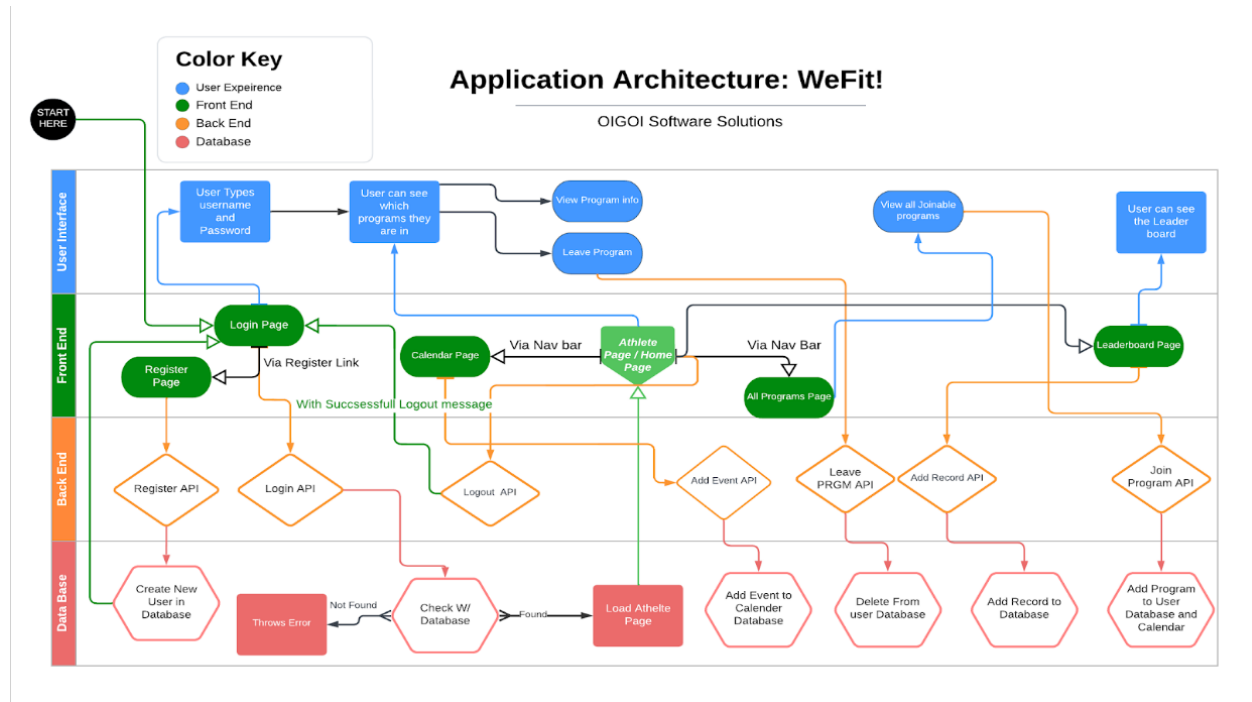 Color Key
User Expeirence
Front End
Back End
Database
Application Architecture: WeFit!
OIGOI Software Solutions
START
HERE
User Interface
User Types
username
and
Password
User can see
which
programs they
are in
View Program info
Leave Program
View all Joinable
programs
User can see
the Leader
board
Front End
Login Page
Via Register Link
Register
Page
With Succsessfull Logout message
Calendar Page
Via Nav bar
Athlete
Page / Home
Page
Via Nav Bar
All Programs Page
Leaderboard Page
Back End
Register API
Login API
Logout API
Add Event API
Leave
PRGM API
Add Record API
Join
Program API
Data Base
Create New
User in
Database
Throws Error
Not Found
Check W/
Database
Found
Load Athelte
Page
Add Event to
Calender
Database
Delete From
user Database
Add Record to
Database
Add Program
to User
Database and
Calendar